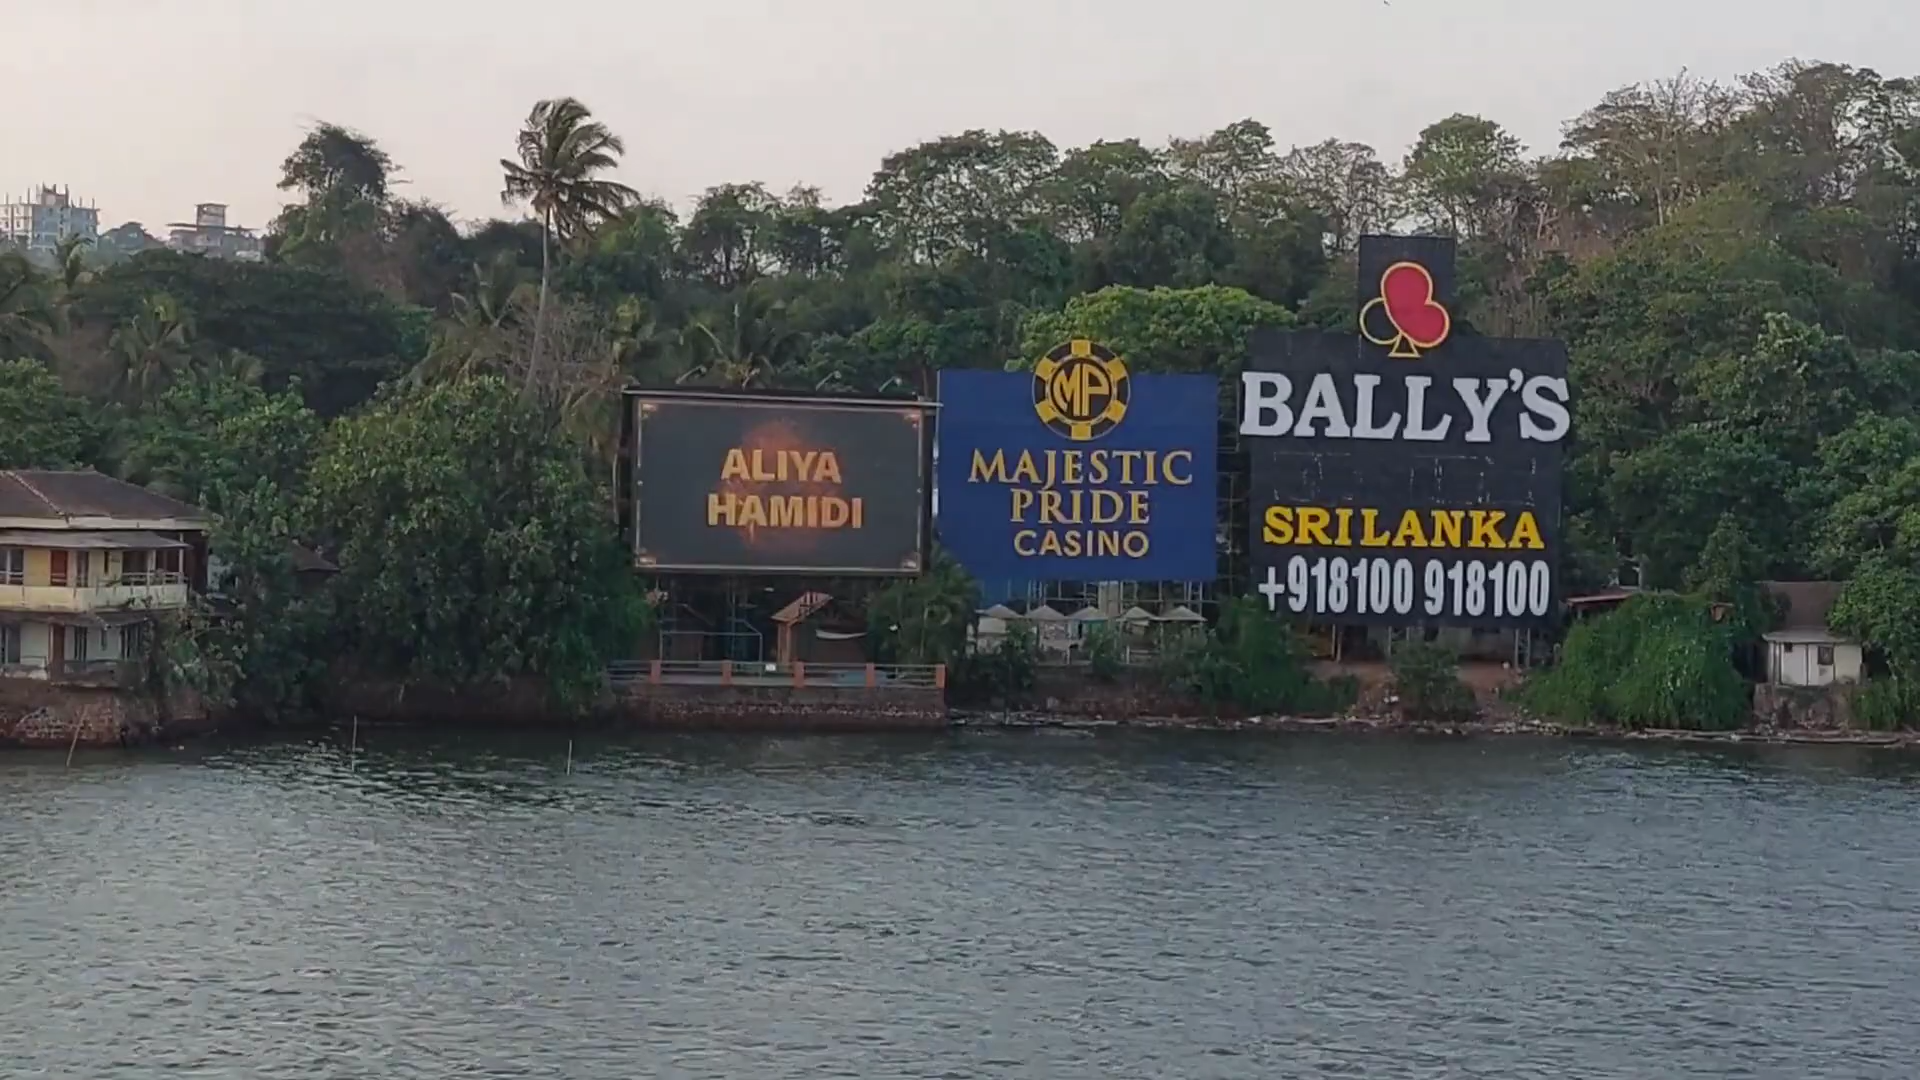 ALIYA
HAMIDI
MP
MAJESTIC
PRIDE
CASINO
BALLY'S
SRILANKA
+918100 918100